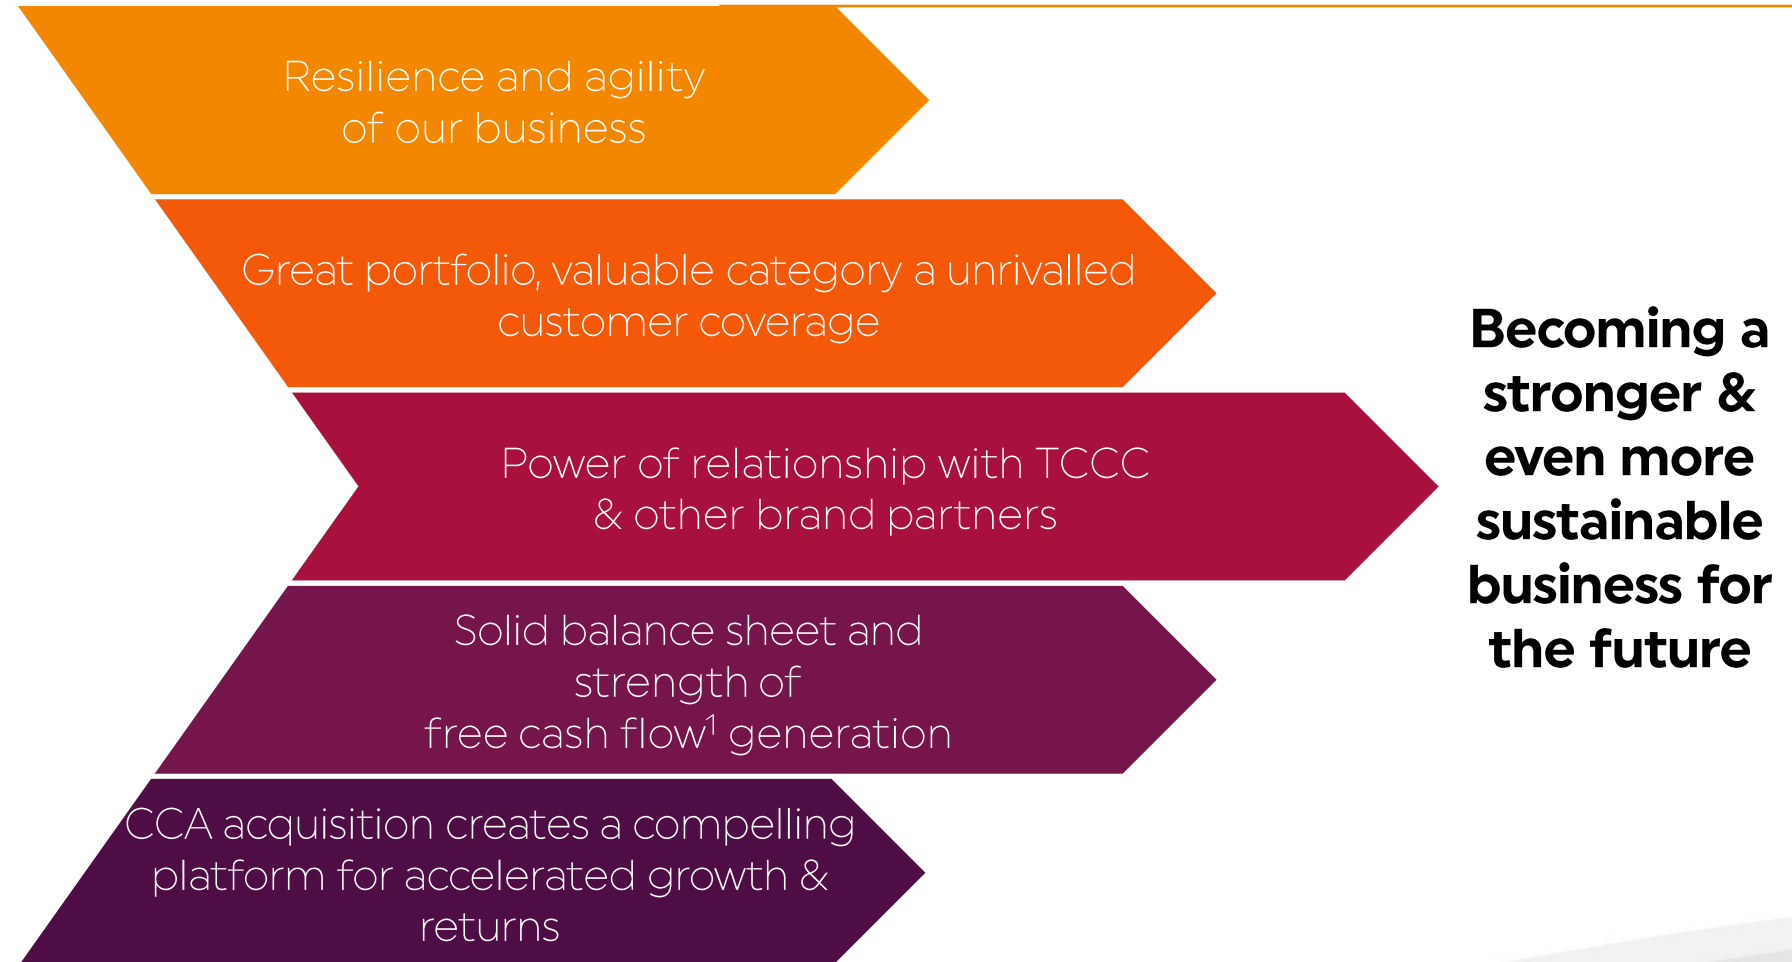 Resilience and agility
of our business
Great portfolio, valuable category a unrivalled
customer coverage
Power of relationship with TCCC
& other brand partners
Solid balance sheet and
strength of
free cash flow¹ generation
CCA acquisition creates a compelling
platform for accelerated growth &
returns
Becoming a
stronger &
even more
sustainable
business for
the future